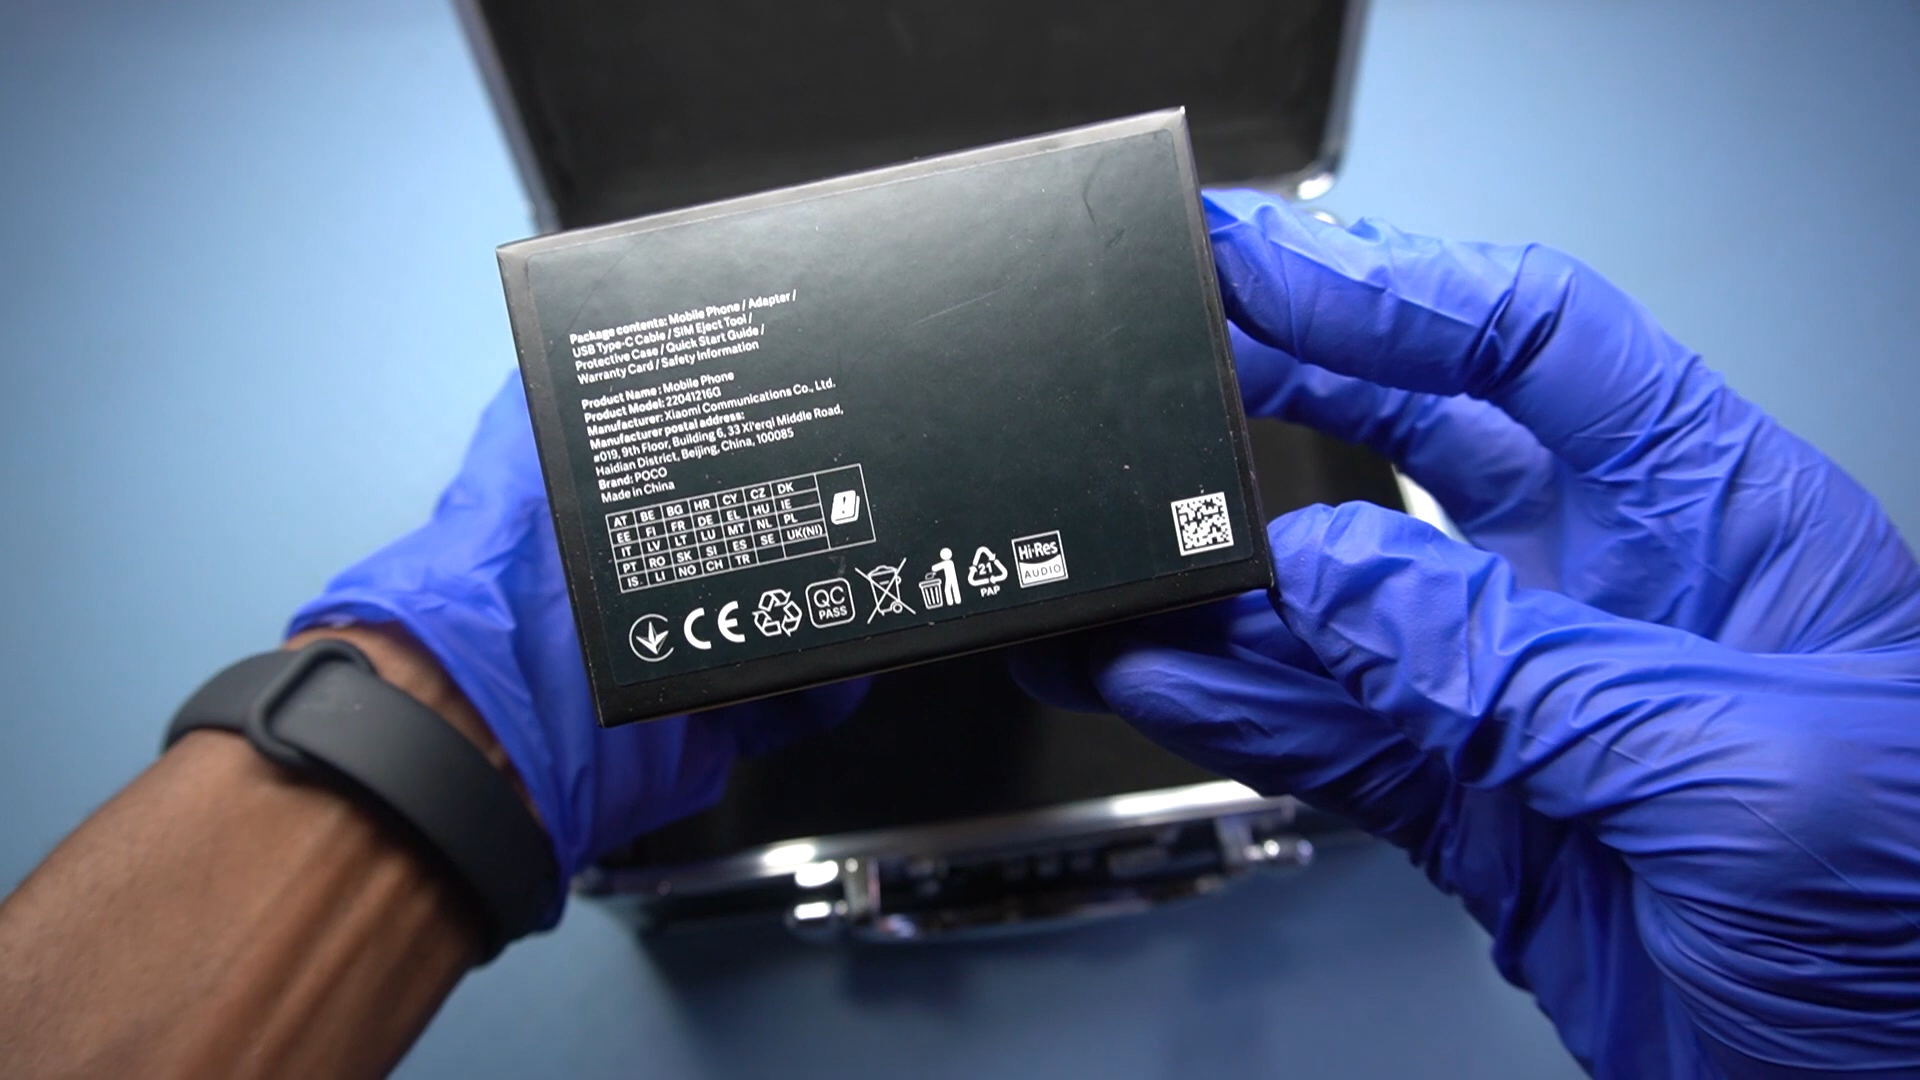 Package contents: Mobile Phone / Adapter /
USB Type-C Cable / SIM Eject Tool /
Protective Case / Quick Start Guide /
Warranty Card / Safety Information
Product Name : Mobile Phone
Product Model: 22041216G
Manufacturer: Xiaomi Communications Co., Ltd.
Manufacturer postal address:
#019, 9th Floor, Building 6, 33 Xi'erqi Middle Road,
Haidian District, Beijing, China, 100085
Brand: POCO
Made in China
AT BE BG HR CY CZ DK
EE FI FR DE EL HU IE
IT LV LT LU MT NL PL
PT RO SK SI ES SE UK(NI)
IS LI NO CH TR
CE
QC
PASS
21
PAP
Hi-Res
AUDIO